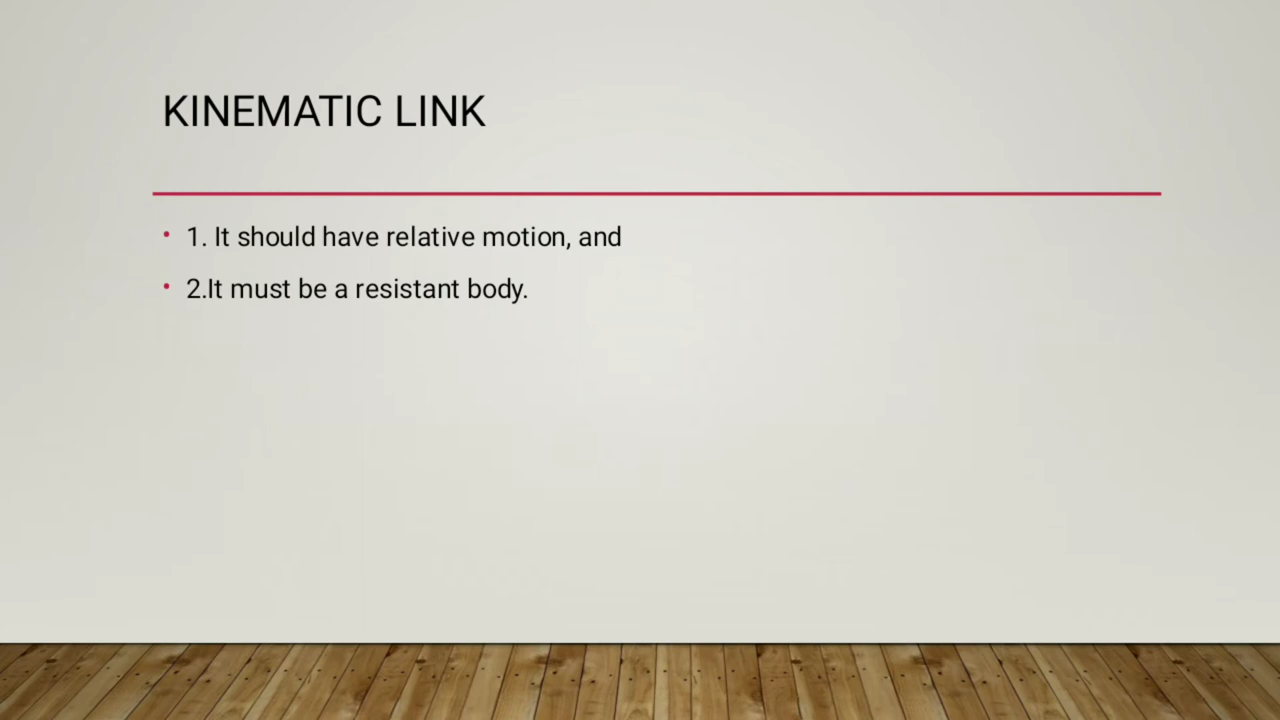 KINEMATIC LINK
• 1. It should have relative motion, and
• 2.It must be a resistant body.